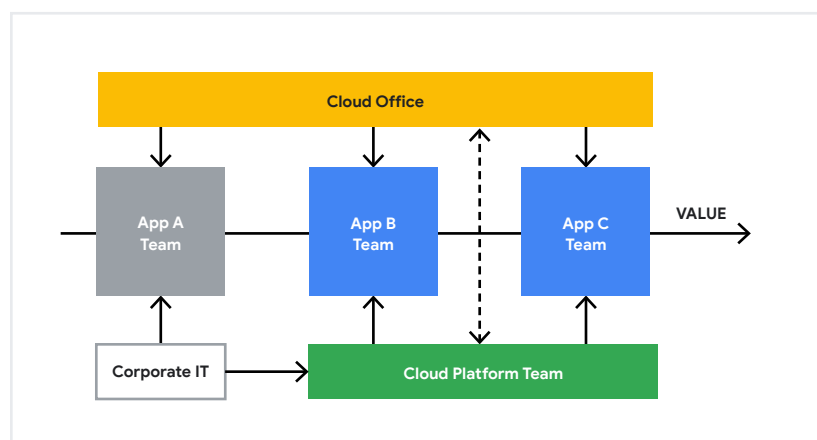 Cloud Office
App A
Team
App B
Team
App C
Team
VALUE
Corporate IT
Cloud Platform Team